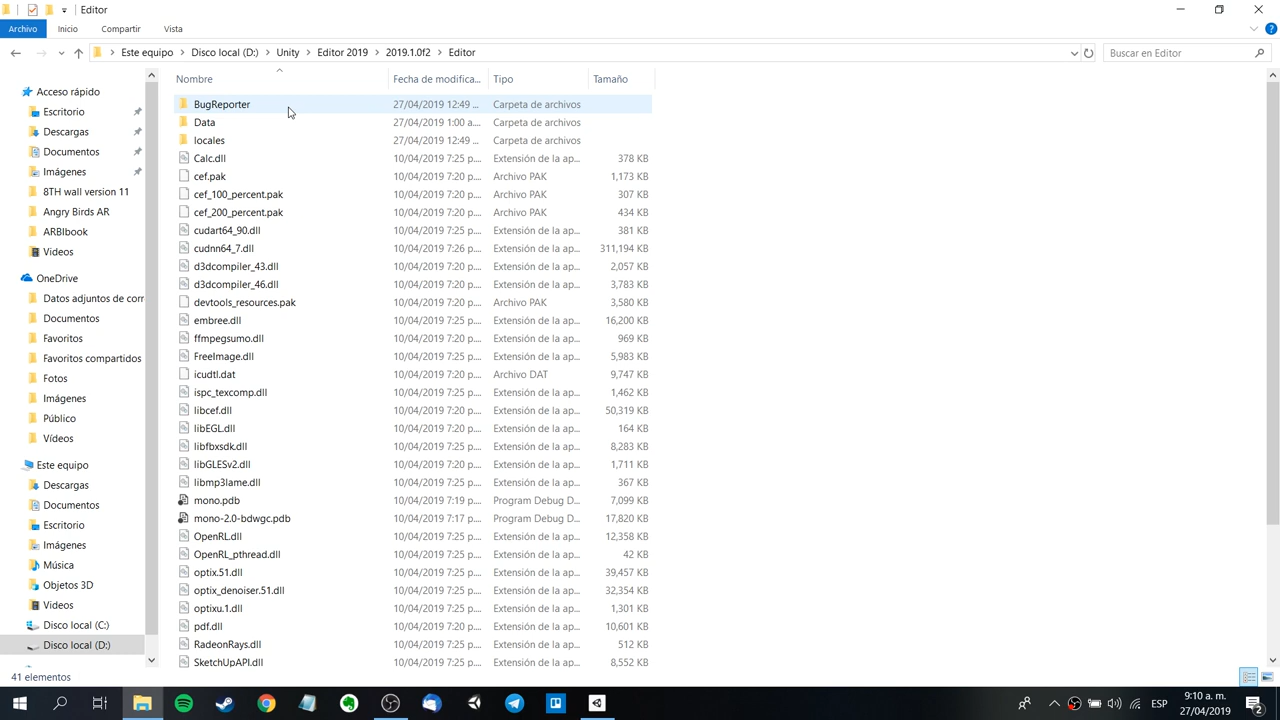 Editor
Archivo Inicio Compartir Vista
Este equipo Disco local (D:) Unity Editor 2019 2019.1.0f2 Editor
Buscar en Editor
Nombre Fecha de modifica... Tipo Tamaño
Acceso rápido
Escritorio
Descargas
Documentos
Imágenes
8TH wall version 11
Angry Birds AR
ARBIbook
Videos
OneDrive
Datos adjuntos de corr
Documentos
Favoritos
Favoritos compartidos
Fotos
Imágenes
Público
Vídeos
Este equipo
Descargas
Documentos
Escritorio
Imágenes
Música
Objetos 3D
Videos
Disco local (C:)
Disco local (D:)
BugReporter 27/04/2019 12:49 ... Carpeta de archivos
Data 27/04/2019 1:00 a.... Carpeta de archivos
locales 27/04/2019 12:49 ... Carpeta de archivos
Calc.dll 10/04/2019 7:25 p.... Extensión de la ap... 378 KB
cef.pak 10/04/2019 7:20 p.... Archivo PAK 1,173 KB
cef_100_percent.pak 10/04/2019 7:20 p.... Archivo PAK 307 KB
cef_200_percent.pak 10/04/2019 7:20 p.... Archivo PAK 434 KB
cudart64_90.dll 10/04/2019 7:25 p.... Extensión de la ap... 381 KB
cudnn64_7.dll 10/04/2019 7:26 p.... Extensión de la ap... 311,194 KB
d3dcompiler_43.dll 10/04/2019 7:20 p.... Extensión de la ap... 2,057 KB
d3dcompiler_46.dll 10/04/2019 7:20 p.... Extensión de la ap... 3,783 KB
devtools_resources.pak 10/04/2019 7:20 p.... Archivo PAK 3,580 KB
embree.dll 10/04/2019 7:25 p.... Extensión de la ap... 16,200 KB
ffmpegsumo.dll 10/04/2019 7:20 p.... Extensión de la ap... 969 KB
FreeImage.dll 10/04/2019 7:25 p.... Extensión de la ap... 5,983 KB
icudtl.dat 10/04/2019 7:20 p.... Archivo DAT 9,747 KB
ispc_texcomp.dll 10/04/2019 7:25 p.... Extensión de la ap... 1,462 KB
libcef.dll 10/04/2019 7:20 p.... Extensión de la ap... 50,319 KB
libEGL.dll 10/04/2019 7:20 p.... Extensión de la ap... 164 KB
libfbxsdk.dll 10/04/2019 7:25 p.... Extensión de la ap... 8,283 KB
libGLESv2.dll 10/04/2019 7:20 p.... Extensión de la ap... 1,711 KB
libmp3lame.dll 10/04/2019 7:25 p.... Extensión de la ap... 367 KB
mono.pdb 10/04/2019 7:19 p.... Program Debug D... 7,099 KB
mono-2.0-bdwgc.pdb 10/04/2019 7:17 p.... Program Debug D... 17,820 KB
OpenRL.dll 10/04/2019 7:25 p.... Extensión de la ap... 12,358 KB
OpenRL_pthread.dll 10/04/2019 7:25 p.... Extensión de la ap... 42 KB
optix.51.dll 10/04/2019 7:25 p.... Extensión de la ap... 39,457 KB
optix_denoiser.51.dll 10/04/2019 7:25 p.... Extensión de la ap... 32,354 KB
optixu.1.dll 10/04/2019 7:25 p.... Extensión de la ap... 1,301 KB
pdf.dll 10/04/2019 7:20 p.... Extensión de la ap... 10,601 KB
RadeonRays.dll 10/04/2019 7:25 p.... Extensión de la ap... 512 KB
SketchUpAPI.dll 10/04/2019 7:25 p.... Extensión de la ap... 8,552 KB
41 elementos
ESP
9:10 a. m.
27/04/2019
2